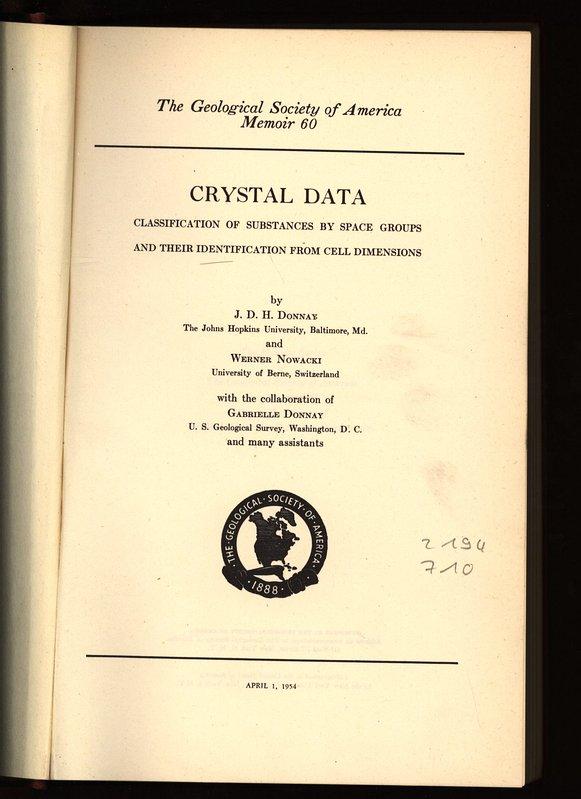 The Geological Society of America
Memoir 60
CRYSTAL DATA
CLASSIFICATION OF SUBSTANCES BY SPACE GROUPS
AND THEIR IDENTIFICATION FROM CELL DIMENSIONS
by
J. D. H. DONNAY
The Johns Hopkins University, Baltimore, Md.
and
WERNER NOWACKI
University of Berne, Switzerland
with the collaboration of
GABRIELLE DONNAY
U. S. Geological Survey, Washington, D. C.
and many assistants
THE · GEOLOGICAL · SOCIETY · OF · AMERICA ·
· 1888 ·
2 194
710
APRIL 1, 1954